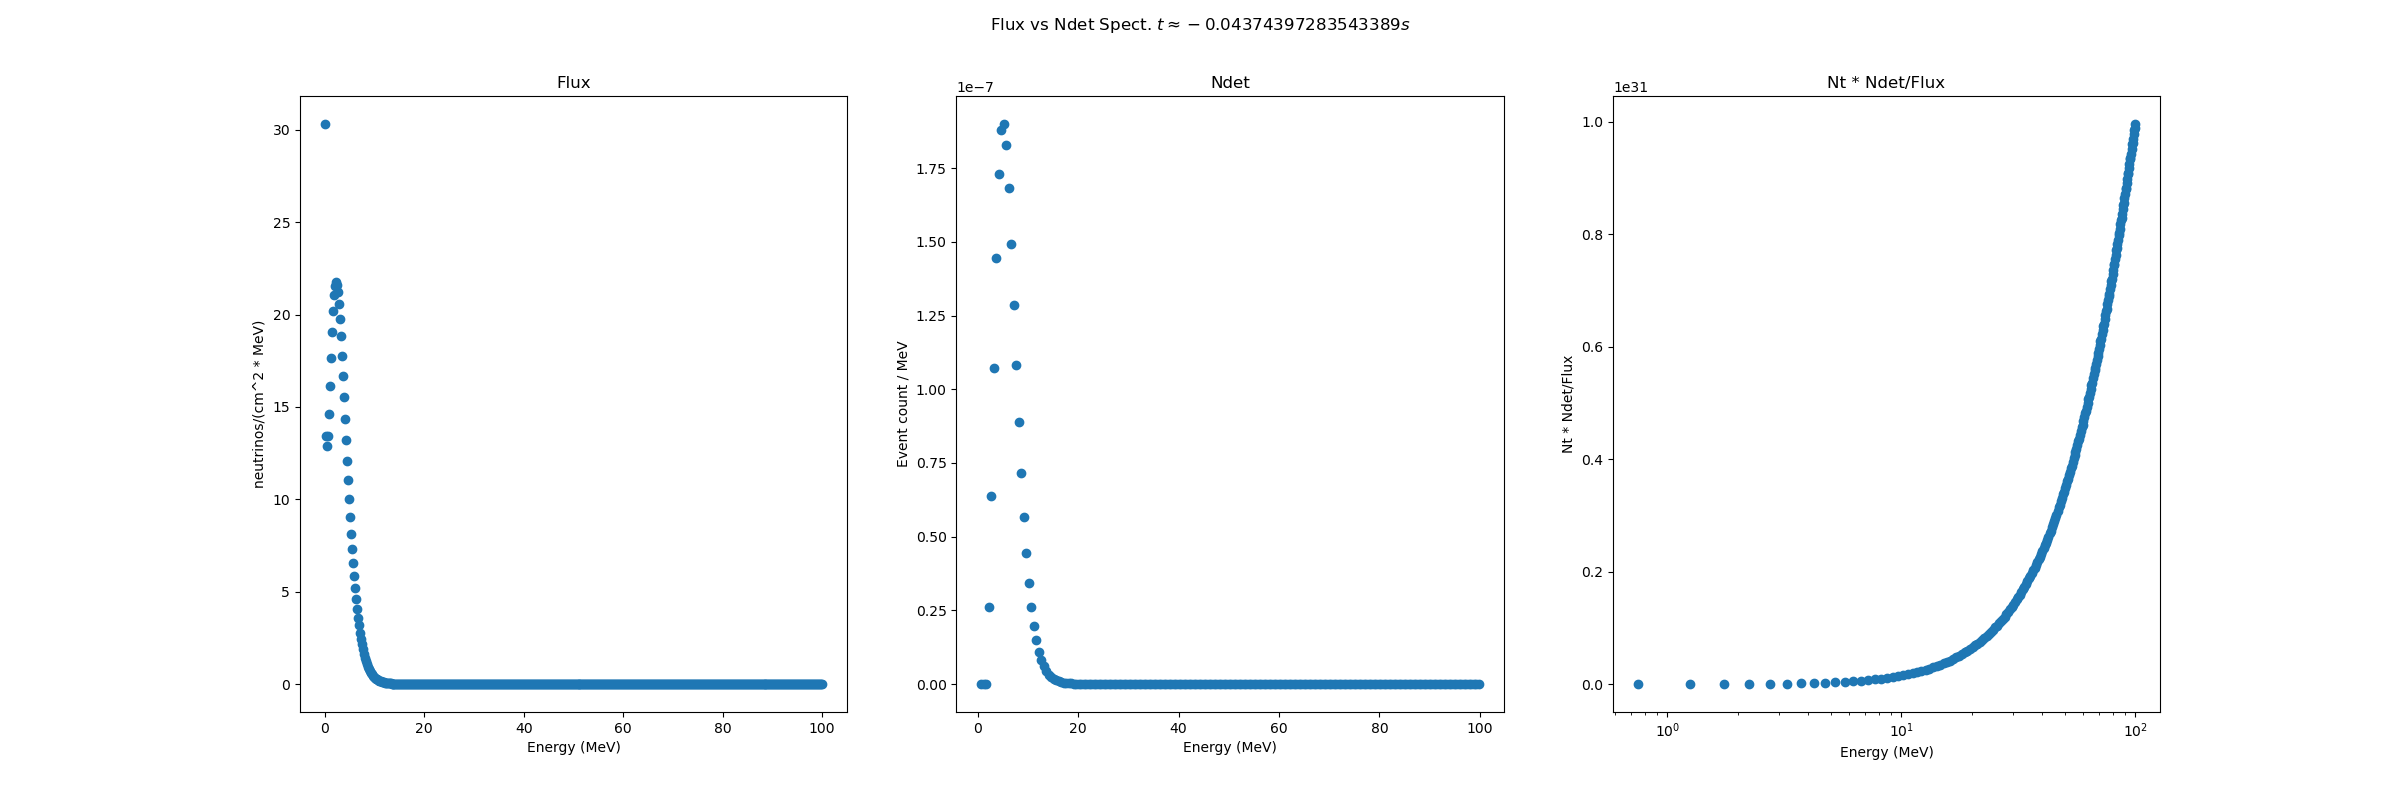 Flux vs Ndet Spect. t ≈ − 0.04374397283543389s
Flux
30
25
20
15
10
5
0
neutrinos/(cm^2 * MeV)
0 20 40 60 80 100
Energy (MeV)
Ndet
1e−7
1.75
1.50
1.25
1.00
0.75
0.50
0.25
0.00
Event count / MeV
0 20 40 60 80 100
Energy (MeV)
Nt * Ndet/Flux
1e31
1.0
0.8
0.6
0.4
0.2
0.0
Nt * Ndet/Flux
10^0 10^1 10^2
Energy (MeV)